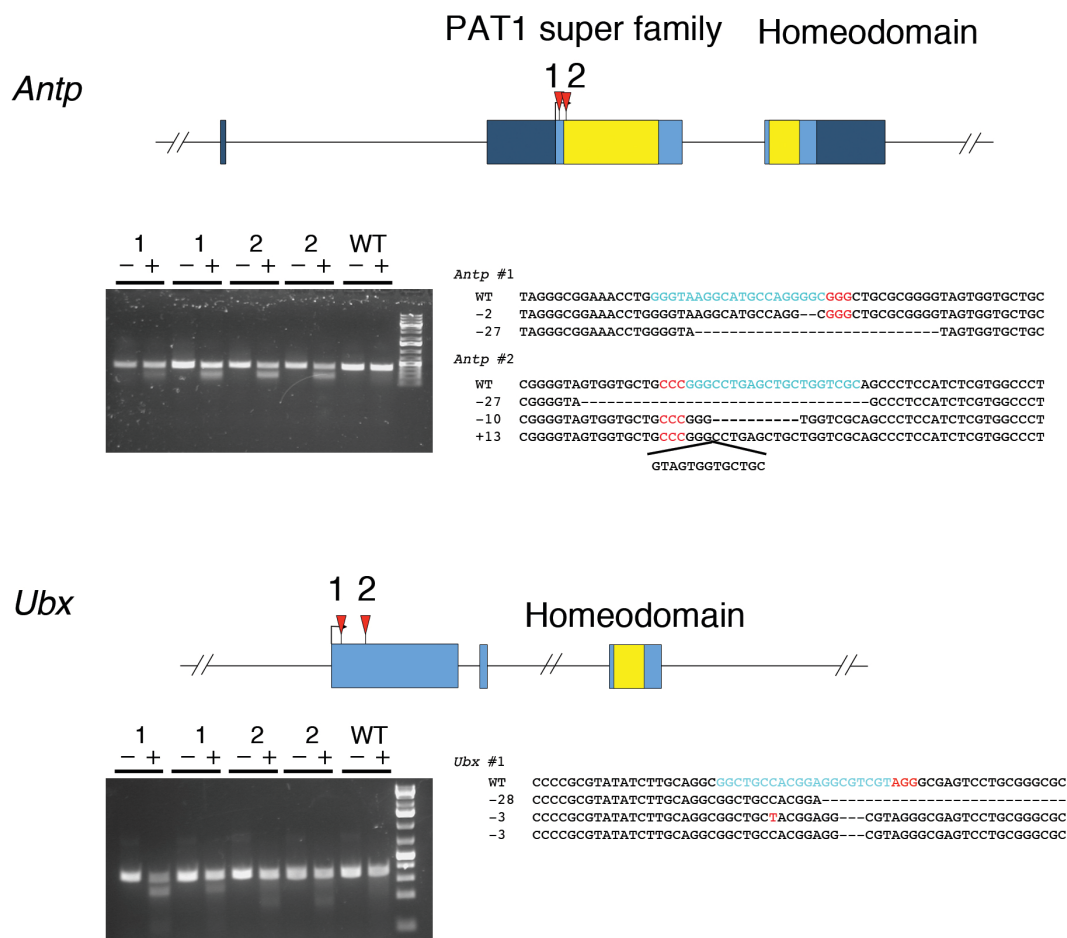 PAT1 super family Homeodomain
1 2
Antp
1 1 2 2 WT
− + − + − + − + − +
Antp #1
WT TAGGGCGGAAACCTGGGGTAAGGCATGCCAGGGGCGGGCTGCGCGGGGTAGTGGTGCTGC
−2 TAGGGCGGAAACCTGGGGTAAGGCATGCCAGG--CGGGCTGCGCGGGGTAGTGGTGCTGC
−27 TAGGGCGGAAACCTGGGGTA----------------------------TAGTGGTGCTGC
Antp #2
WT CGGGGTAGTGGTGCTGCCCGGGCCTGAGCTGCTGGTCGCAGCCCTCCATCTCGTGGCCCT
−27 CGGGGTA---------------------------------GCCCTCCATCTCGTGGCCCT
−10 CGGGGTAGTGGTGCTGCCCGGG----------TGGTCGCAGCCCTCCATCTCGTGGCCCT
+13 CGGGGTAGTGGTGCTGCCCGGGCCTGAGCTGCTGGTCGCAGCCCTCCATCTCGTGGCCCT
GTAGTGGTGCTGC
Ubx
1 2
Homeodomain
1 1 2 2 WT
− + − + − + − + − +
Ubx #1
WT CCCCGCGTATATCTTGCAGGCGGCTGCCACGGAGGCGTCGTAGGGCGAGTCCTGCGGGCGC
−28 CCCCGCGTATATCTTGCAGGCGGCTGCCACGGA----------------------------
−3 CCCCGCGTATATCTTGCAGGCGGCTGCTACGGAGG---CGTAGGGCGAGTCCTGCGGGCGC
−3 CCCCGCGTATATCTTGCAGGCGGCTGCCACGGAGG---CGTAGGGCGAGTCCTGCGGGCGC